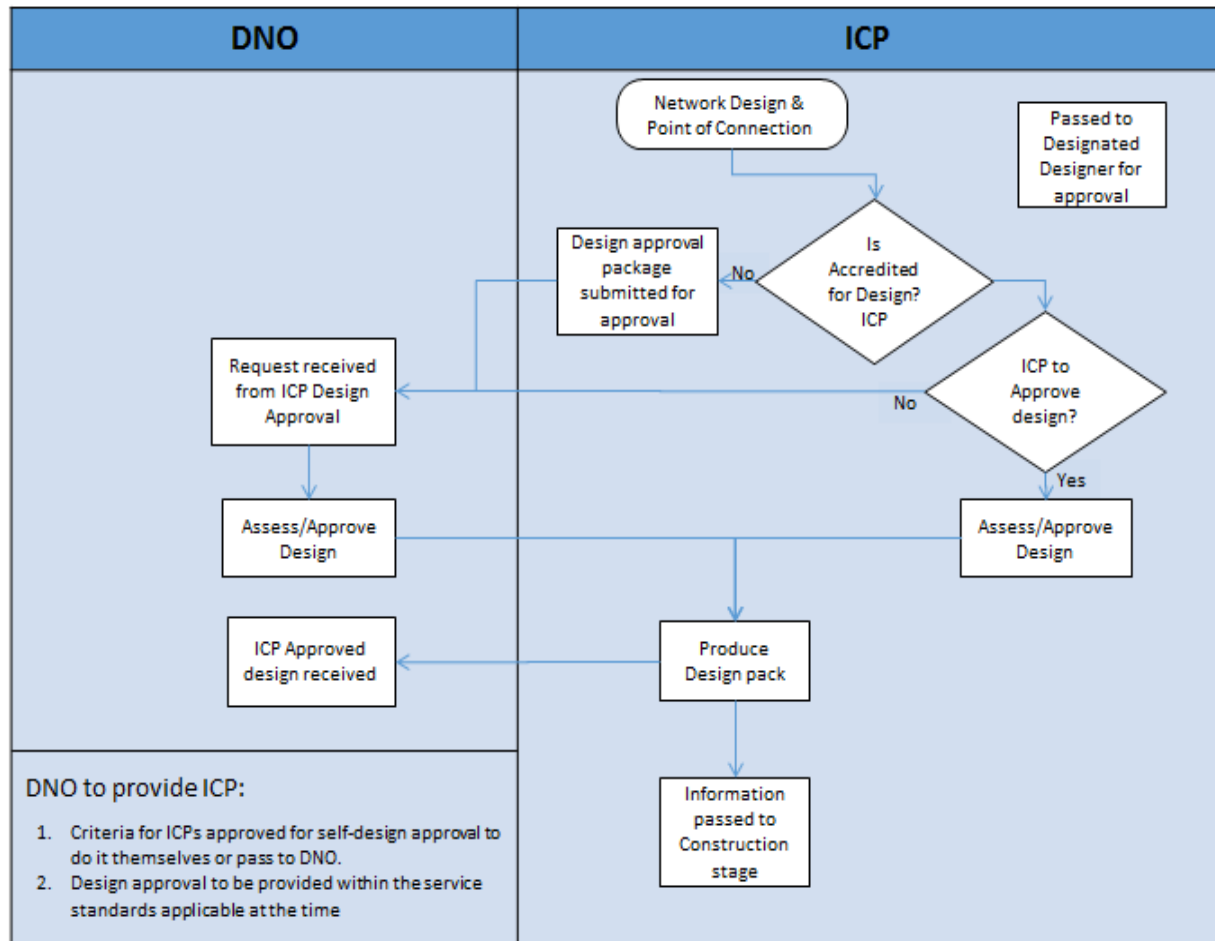 DNO
ICP
Network Design &
Point of Connection
Passed to
Designated
Designer for
approval
Is
Accredited
for Design?
ICP
No
Design approval
package
submitted for
approval
ICP to
Approve
design?
No
Yes
Request received
from ICP Design
Approval
Assess/Approve
Design
Assess/Approve
Design
ICP Approved
design received
Produce
Design pack
Information
passed to
Construction
stage
DNO to provide ICP:
1. Criteria for ICPs approved for self-design approval to
do it themselves or pass to DNO.
2. Design approval to be provided within the service
standards applicable at the time